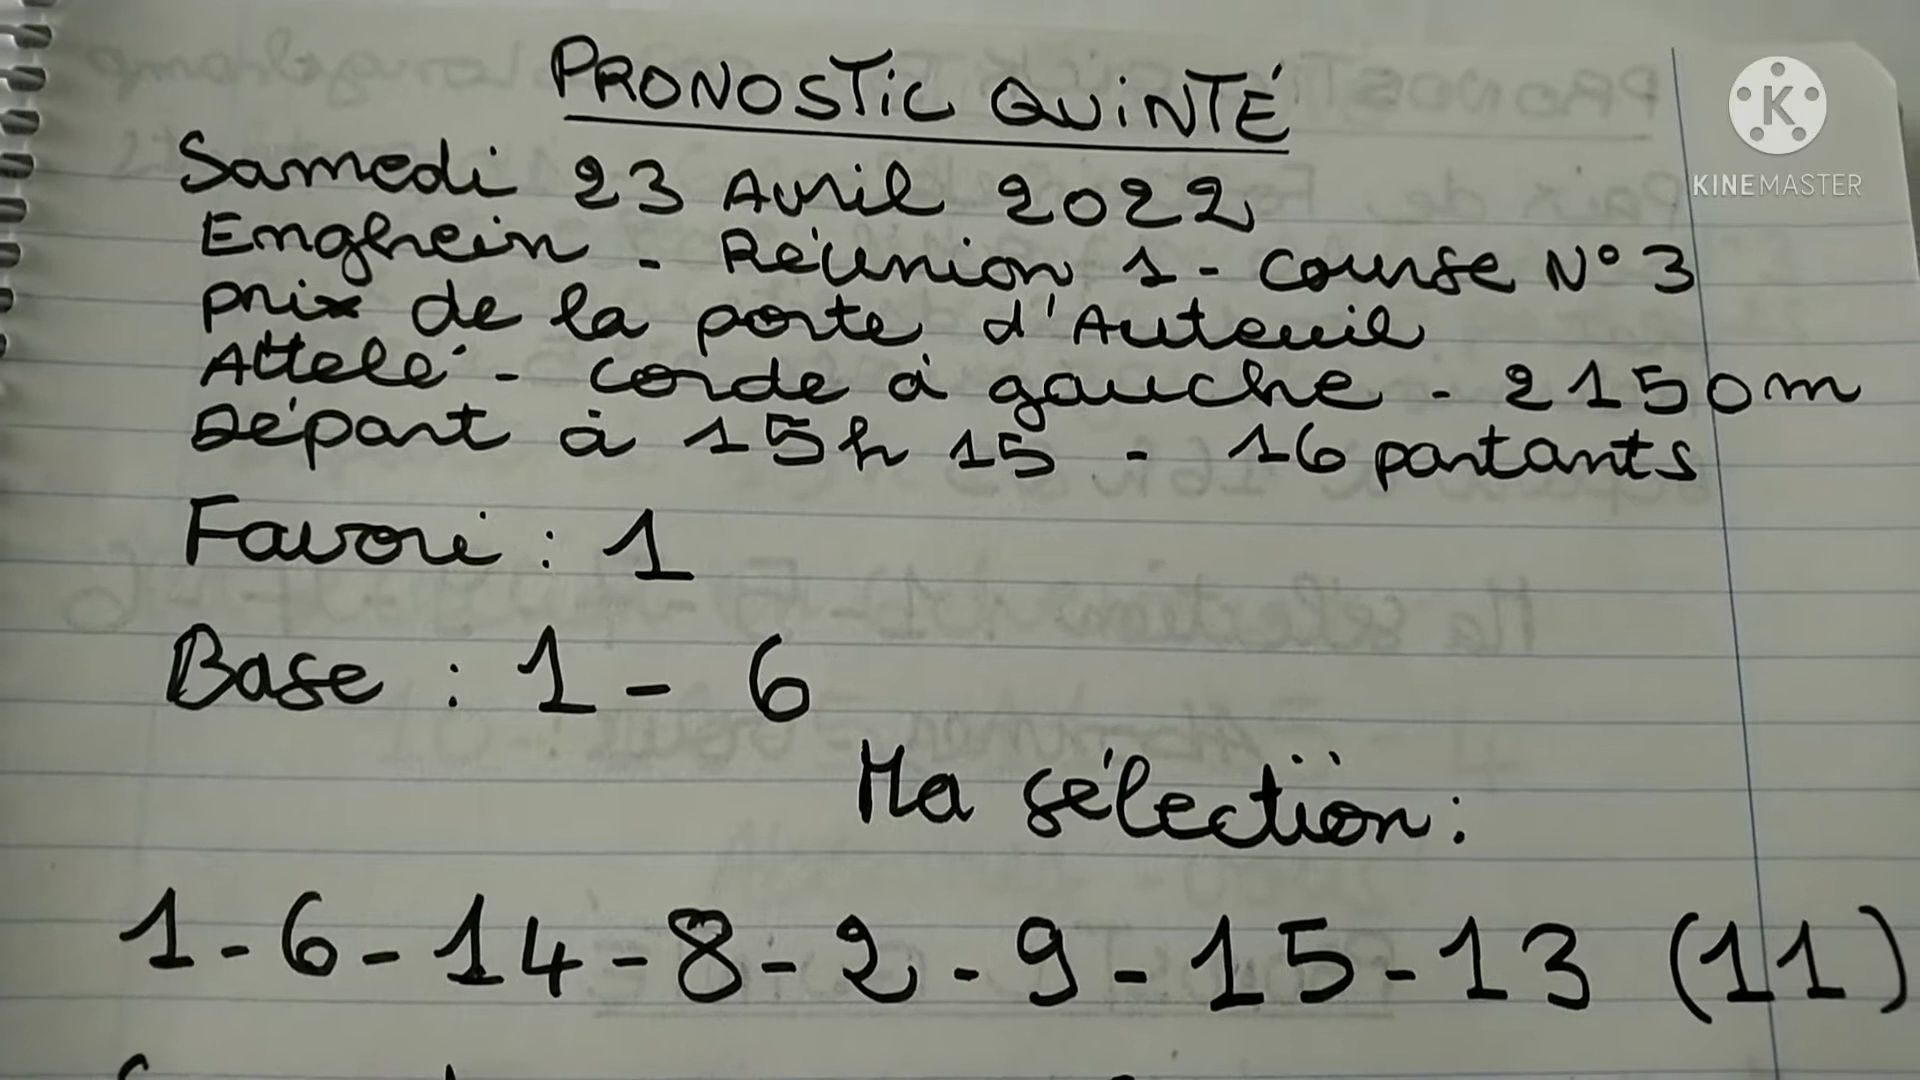 PRONOSTIC QUINTÉ
Samedi 23 Avril 2022
Enghein - Réunion 1 - course N° 3
prix de la porte d'Auteuil
Attelé - corde à gauche - 2150m
Départ à 15h15 - 16 partants
Favori : 1
Base : 1 - 6
Ma sélection :
1 - 6 - 14 - 8 - 2 - 9 - 15 - 13 (11)
K
KINEMASTER